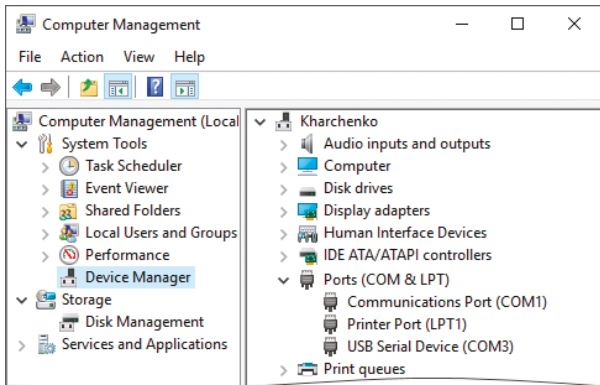 Computer Management
File Action View Help
Computer Management (Local
System Tools
Task Scheduler
Event Viewer
Shared Folders
Local Users and Groups
Performance
Device Manager
Storage
Disk Management
Services and Applications
Kharchenko
Audio inputs and outputs
Computer
Disk drives
Display adapters
Human Interface Devices
IDE ATA/ATAPI controllers
Ports (COM & LPT)
Communications Port (COM1)
Printer Port (LPT1)
USB Serial Device (COM3)
Print queues